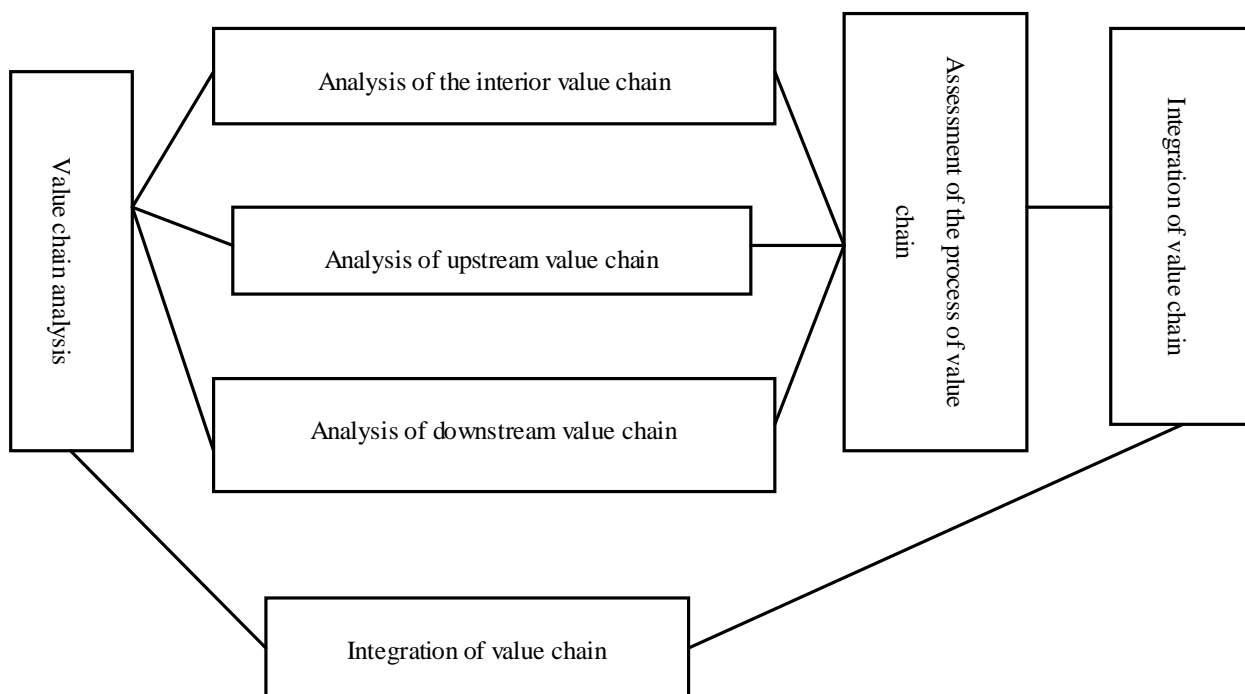 Value chain analysis
Analysis of the interior value chain
Analysis of upstream value chain
Analysis of downstream value chain
Assessment of the process of value
chain
Integration of value chain
Integration of value chain